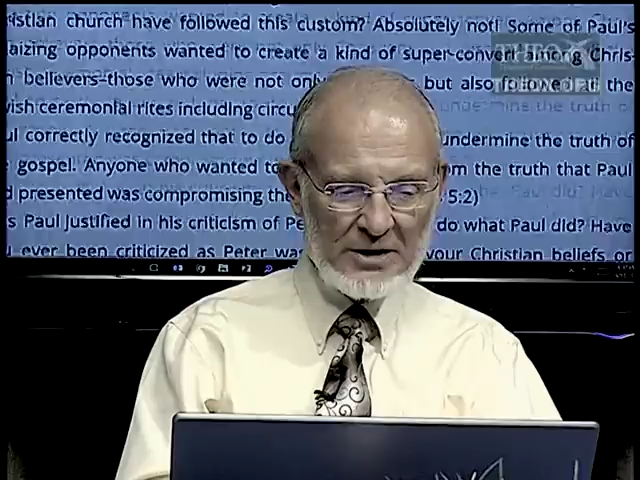 ristian church have followed this custom? Absolutely not! Some of Paul's
aizing opponents wanted to create a kind of super-convert among Chris-
n believers–those who were not only but also followed all the
vish ceremonial rites including circu
ul correctly recognized that to do undermine the truth of
gospel. Anyone who wanted to om the truth that Paul
d presented was compromising the 5:2)
s Paul justified in his criticism of Pe do what Paul did? Have
u ever been criticized as Peter was your Christian beliefs or